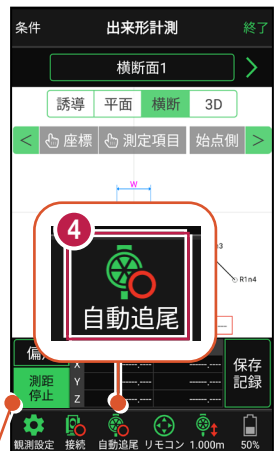 条件 出来形計測 終了
横断面1 >
誘導 平面 横断 3D
< 座標 測定項目 始点側 >
W
4
自動追尾
R1n4
測距
停止
X
Y
Z
保存
記録
観測設定 接続 自動追尾 リモコン 1.000m 50%